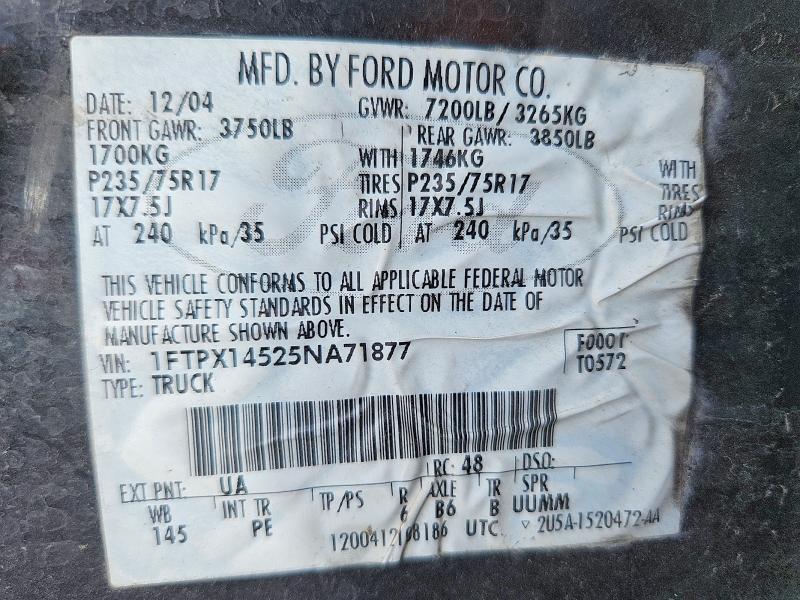 MFD. BY FORD MOTOR CO.
DATE: 12/04 GVWR: 7200LB/ 3265KG
FRONT GAWR: 3750LB REAR GAWR: 3850LB
1700KG WITH 1746KG WITH
P235/75R17 TIRES P235/75R17 TIRES
17X7.5J RIMS 17X7.5J RIMS
AT 240 kPa/35 PSI COLD AT 240 kPa/35 PSI COLD
THIS VEHICLE CONFORMS TO ALL APPLICABLE FEDERAL MOTOR
VEHICLE SAFETY STANDARDS IN EFFECT ON THE DATE OF
MANUFACTURE SHOWN ABOVE.
VIN: 1FTPX14525NA71877 F0001
TYPE: TRUCK T0572
EXT PNT: UA RC: 48 DSO:
WB INT TR TP/PS R AXLE TR SPR
145 PE 6 B6 B UUMM
UTC ▽ 2U5A-1520472-AA